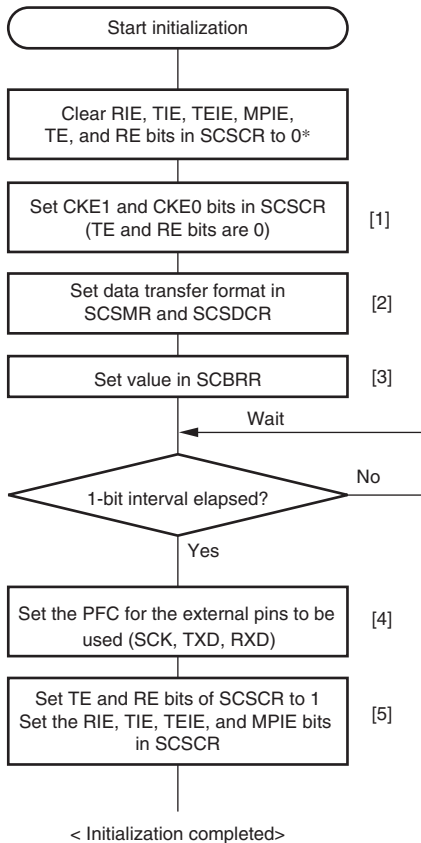 Start initialization
Clear RIE, TIE, TEIE, MPIE,
TE, and RE bits in SCSCR to 0*
Set CKE1 and CKE0 bits in SCSCR
(TE and RE bits are 0)
[1]
Set data transfer format in
SCSMR and SCSDCR
[2]
Set value in SCBRR
[3]
Wait
1-bit interval elapsed?
No
Yes
Set the PFC for the external pins to be
used (SCK, TXD, RXD)
[4]
Set TE and RE bits of SCSCR to 1
Set the RIE, TIE, TEIE, and MPIE bits
in SCSCR
[5]
< Initialization completed>